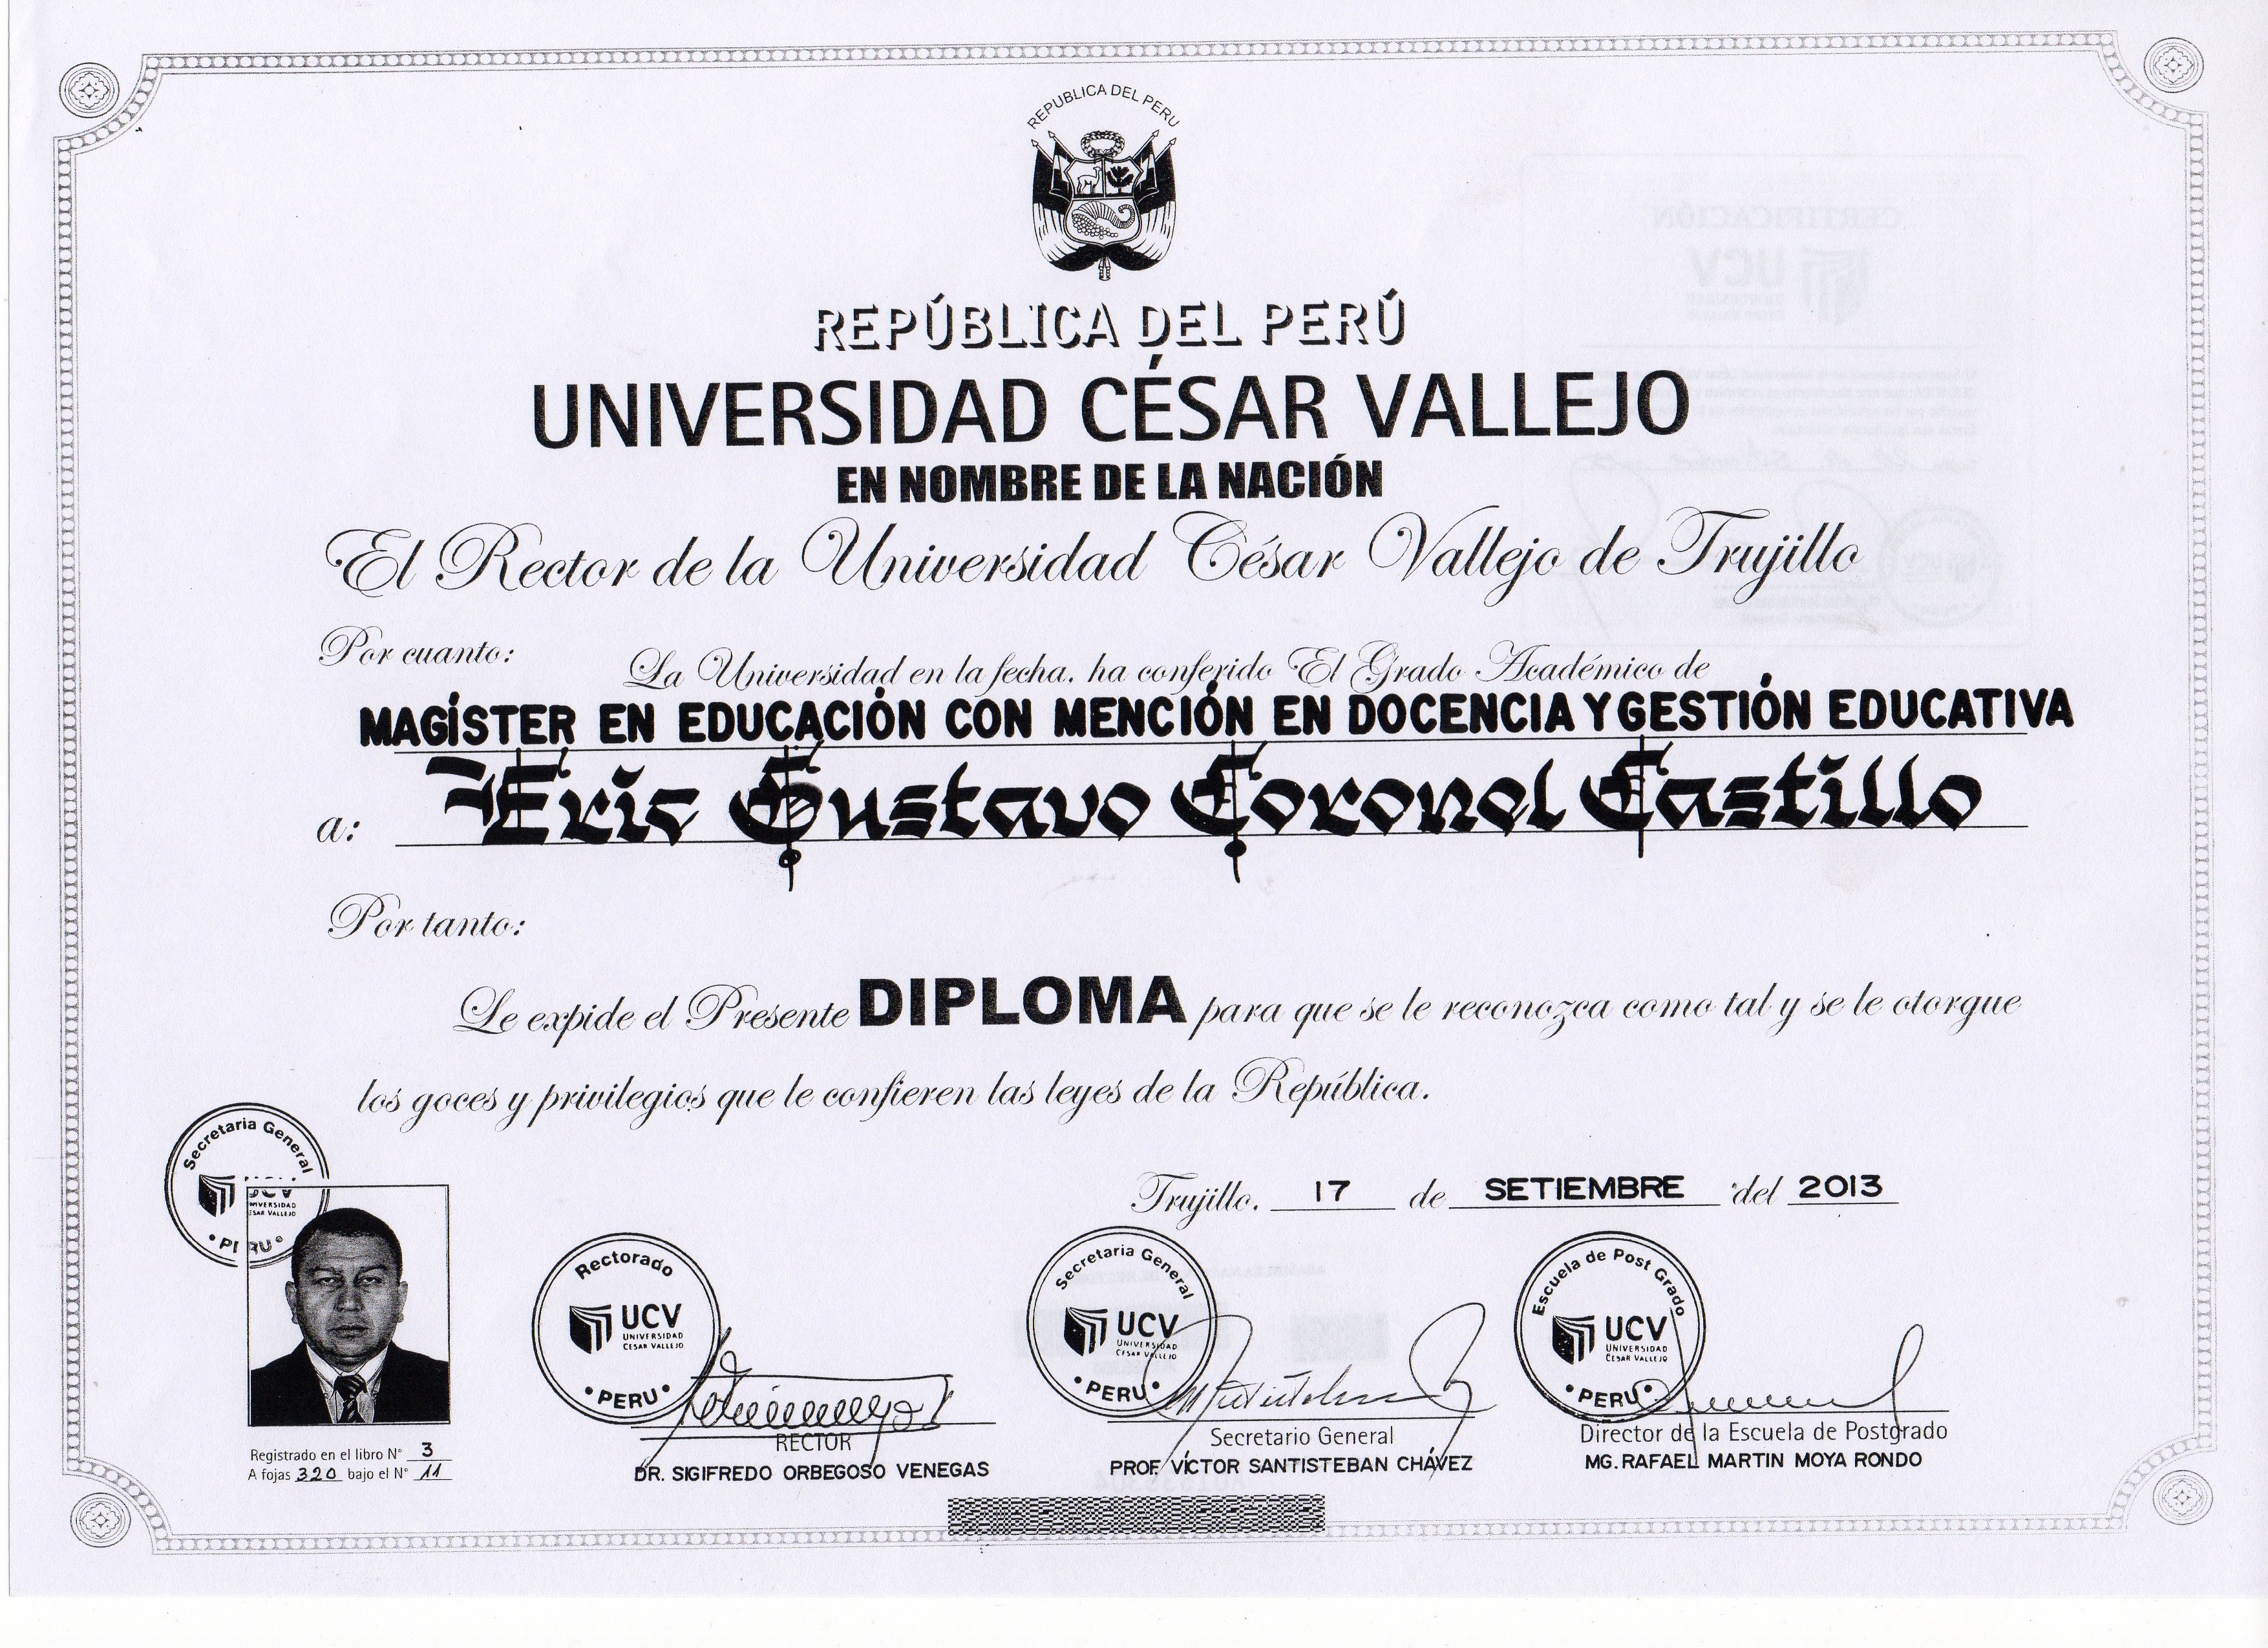 REPUBLICA DEL PERU
REPÚBLICA DEL PERÚ
UNIVERSIDAD CÉSAR VALLEJO
EN NOMBRE DE LA NACIÓN
El Rector de la Universidad César Vallejo de Trujillo
Por cuanto: La Universidad en la fecha, ha conferido El Grado Académico de
MAGÍSTER EN EDUCACIÓN CON MENCIÓN EN DOCENCIA Y GESTIÓN EDUCATIVA
a: Eric Gustavo Coronel Castillo
Por tanto:
Le expide el Presente DIPLOMA para que se le reconozca como tal y se le otorgue
los goces y privilegios que le confieren las leyes de la República.
Trujillo, 17 de SETIEMBRE del 2013
Secretaria General
UCV
UNIVERSIDAD
CESAR VALLEJO
PERU
Rectorado
UCV
UNIVERSIDAD
CESAR VALLEJO
PERU
Secretaria General
UCV
UNIVERSIDAD
CESAR VALLEJO
PERU
Escuela de Post Grado
UCV
UNIVERSIDAD
CESAR VALLEJO
PERU
Registrado en el libro N° 3
A fojas 320 bajo el N° 11
RECTOR
DR. SIGIFREDO ORBEGOSO VENEGAS
Secretario General
PROF. VÍCTOR SANTISTEBAN CHÁVEZ
Director de la Escuela de Postgrado
MG. RAFAEL MARTIN MOYA RONDO